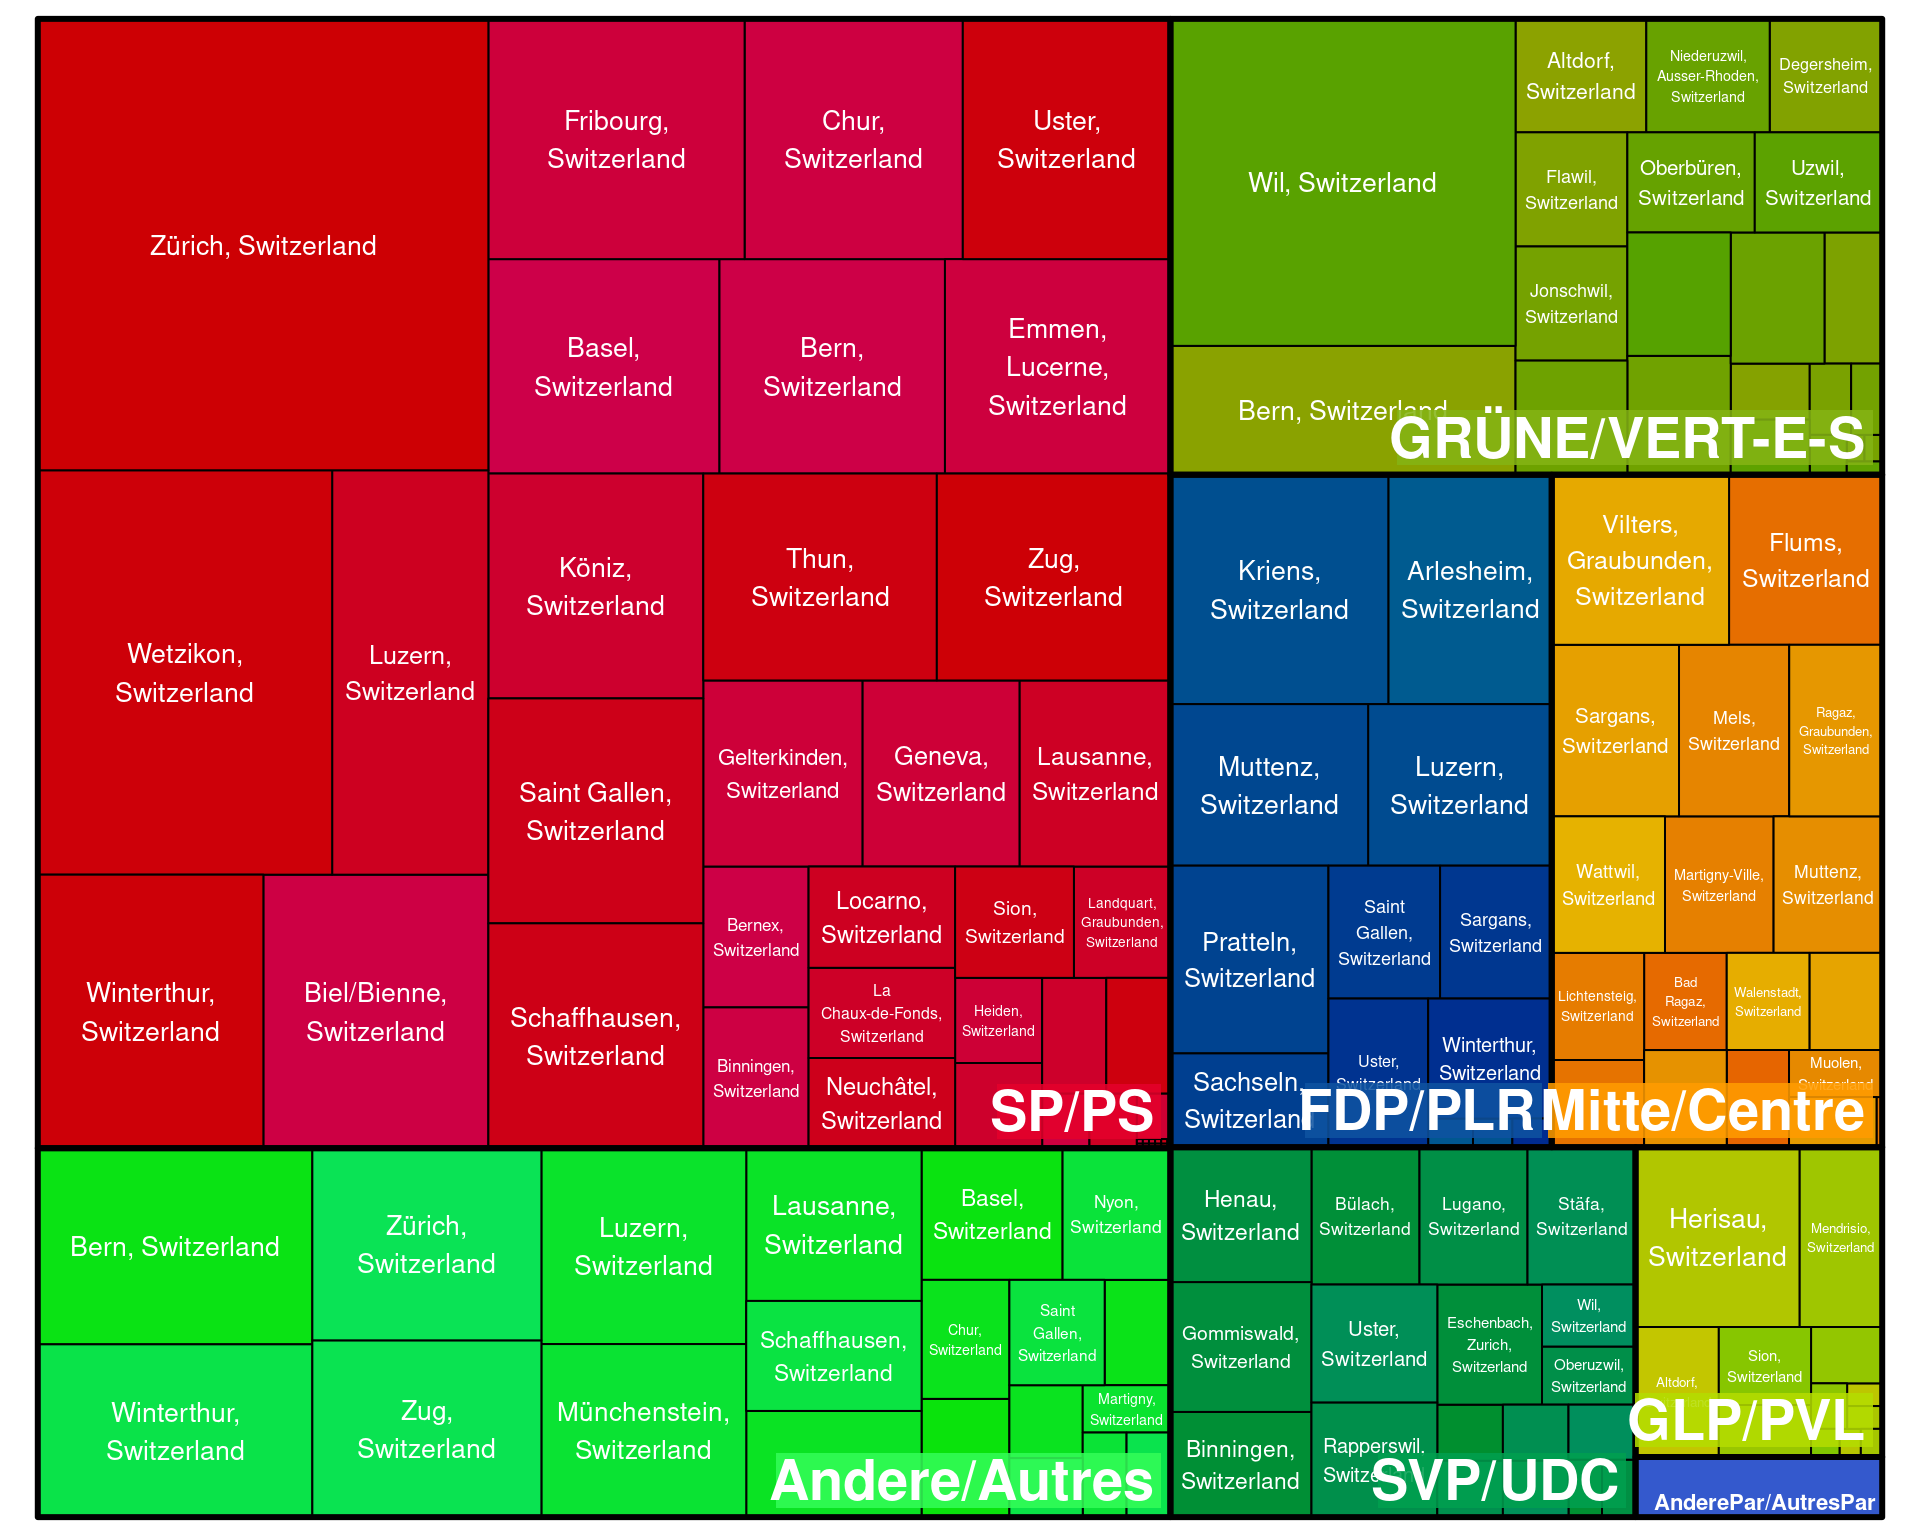 Zürich, Switzerland
Fribourg,
Switzerland
Chur,
Switzerland
Uster,
Switzerland
Basel,
Switzerland
Bern,
Switzerland
Emmen,
Lucerne,
Switzerland
Wetzikon,
Switzerland
Luzern,
Switzerland
Winterthur,
Switzerland
Biel/Bienne,
Switzerland
Köniz,
Switzerland
Thun,
Switzerland
Zug,
Switzerland
Saint Gallen,
Switzerland
Schaffhausen,
Switzerland
Gelterkinden,
Switzerland
Geneva,
Switzerland
Lausanne,
Switzerland
Bernex,
Switzerland
Binningen,
Switzerland
Locarno,
Switzerland
La
Chaux-de-Fonds,
Switzerland
Neuchâtel,
Switzerland
Sion,
Switzerland
Landquart,
Graubunden,
Switzerland
Heiden,
Switzerland
SP/PS
Wil, Switzerland
Bern, Switzerland
Altdorf,
Switzerland
Niederuzwil,
Ausser-Rhoden,
Switzerland
Degersheim,
Switzerland
Flawil,
Switzerland
Oberbüren,
Switzerland
Uzwil,
Switzerland
Jonschwil,
Switzerland
GRÜNE/VERT-E-S
Kriens,
Switzerland
Arlesheim,
Switzerland
Muttenz,
Switzerland
Luzern,
Switzerland
Pratteln,
Switzerland
Saint
Gallen,
Switzerland
Sargans,
Switzerland
Sachseln,
Switzerland
Uster,
Switzerland
Winterthur,
Switzerland
FDP/PLR
Vilters,
Graubunden,
Switzerland
Flums,
Switzerland
Sargans,
Switzerland
Mels,
Switzerland
Ragaz,
Graubunden,
Switzerland
Wattwil,
Switzerland
Martigny-Ville,
Switzerland
Muttenz,
Switzerland
Lichtensteig,
Switzerland
Bad
Ragaz,
Switzerland
Walenstadt,
Switzerland
Muolen,
Switzerland
Mitte/Centre
Bern, Switzerland
Zürich,
Switzerland
Luzern,
Switzerland
Winterthur,
Switzerland
Zug,
Switzerland
Münchenstein,
Switzerland
Lausanne,
Switzerland
Schaffhausen,
Switzerland
Basel,
Switzerland
Nyon,
Switzerland
Chur,
Switzerland
Saint
Gallen,
Switzerland
Martigny,
Switzerland
Andere/Autres
Henau,
Switzerland
Bülach,
Switzerland
Lugano,
Switzerland
Stäfa,
Switzerland
Gommiswald,
Switzerland
Uster,
Switzerland
Eschenbach,
Zurich,
Switzerland
Wil,
Switzerland
Oberuzwil,
Switzerland
Binningen,
Switzerland
Rapperswil,
Switzerland
SVP/UDC
Herisau,
Switzerland
Mendrisio,
Switzerland
Altdorf,
Sion,
Switzerland
GLP/PVL
AnderePar/AutresPar